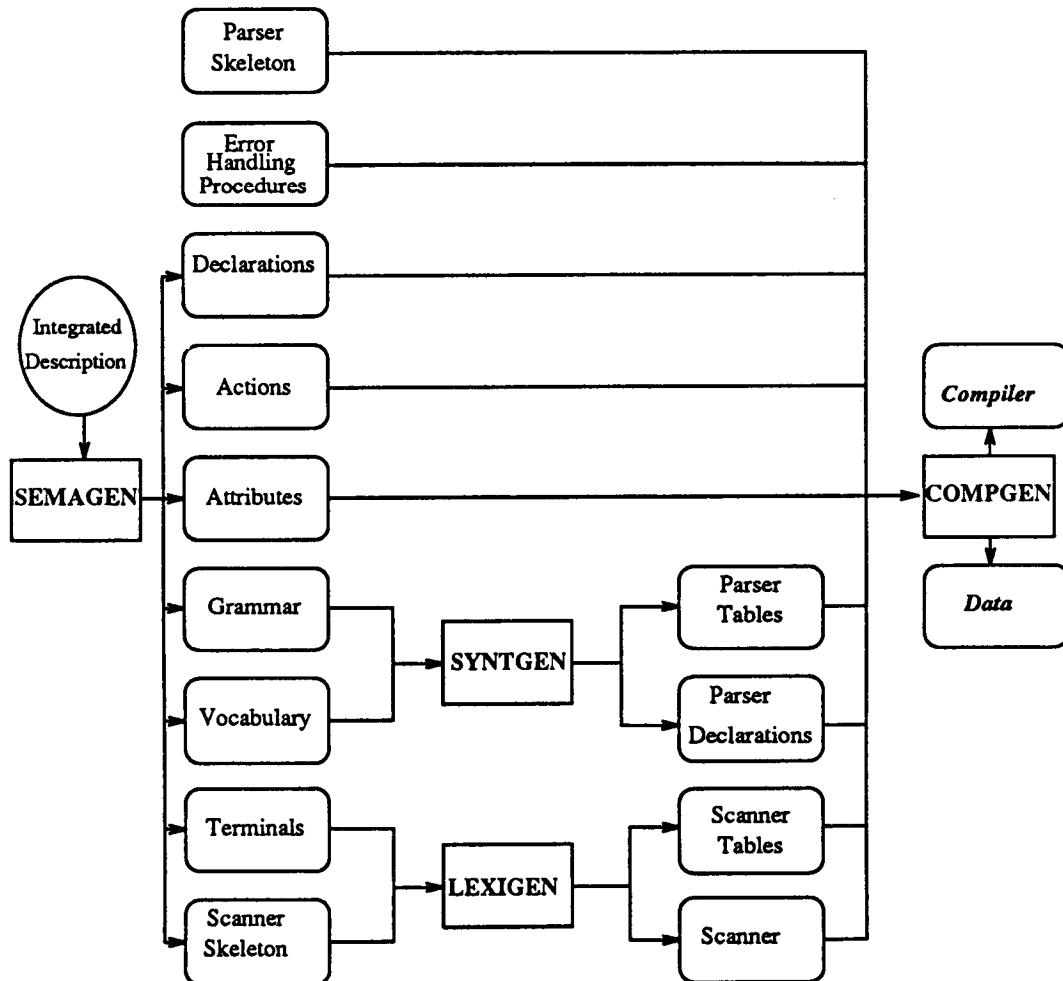 Parser
Skeleton
Error
Handling
Procedures
Declarations
Integrated
Description
Actions
Compiler
SEMAGEN
Attributes
COMPGEN
Grammar
Parser
Tables
Data
SYNTGEN
Vocabulary
Parser
Declarations
Terminals
Scanner
Tables
LEXIGEN
Scanner
Skeleton
Scanner